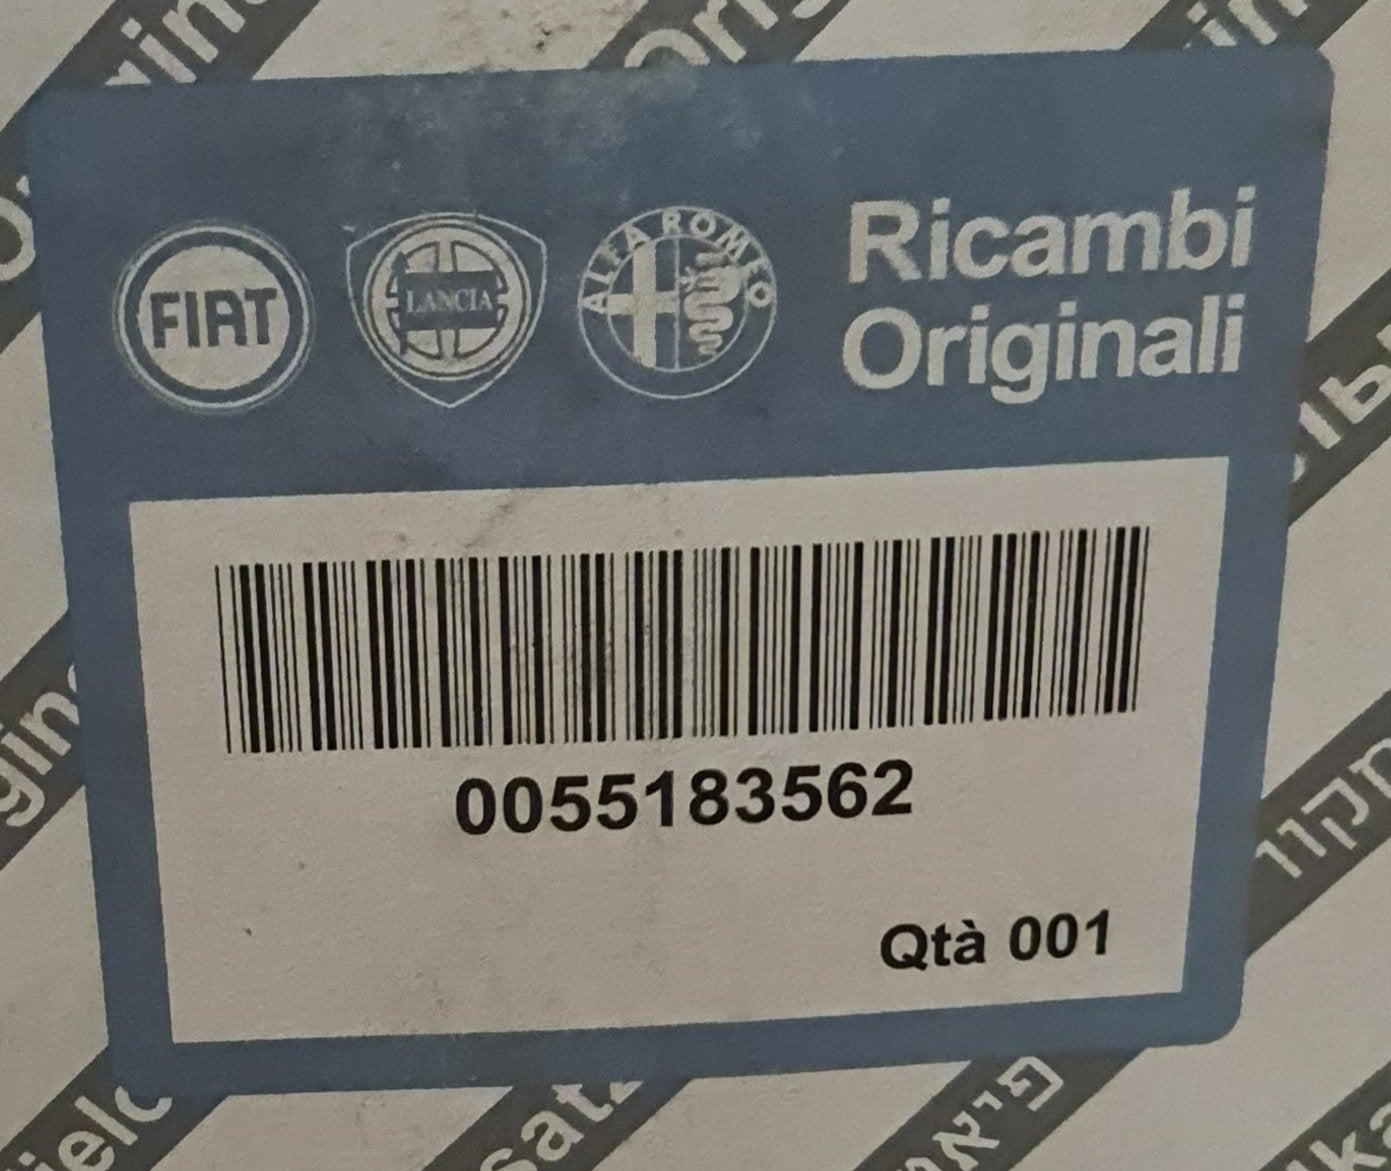 FIAT
LANCIA
ALFA ROMEO
Ricambi
Originali
0055183562
Qtà 001